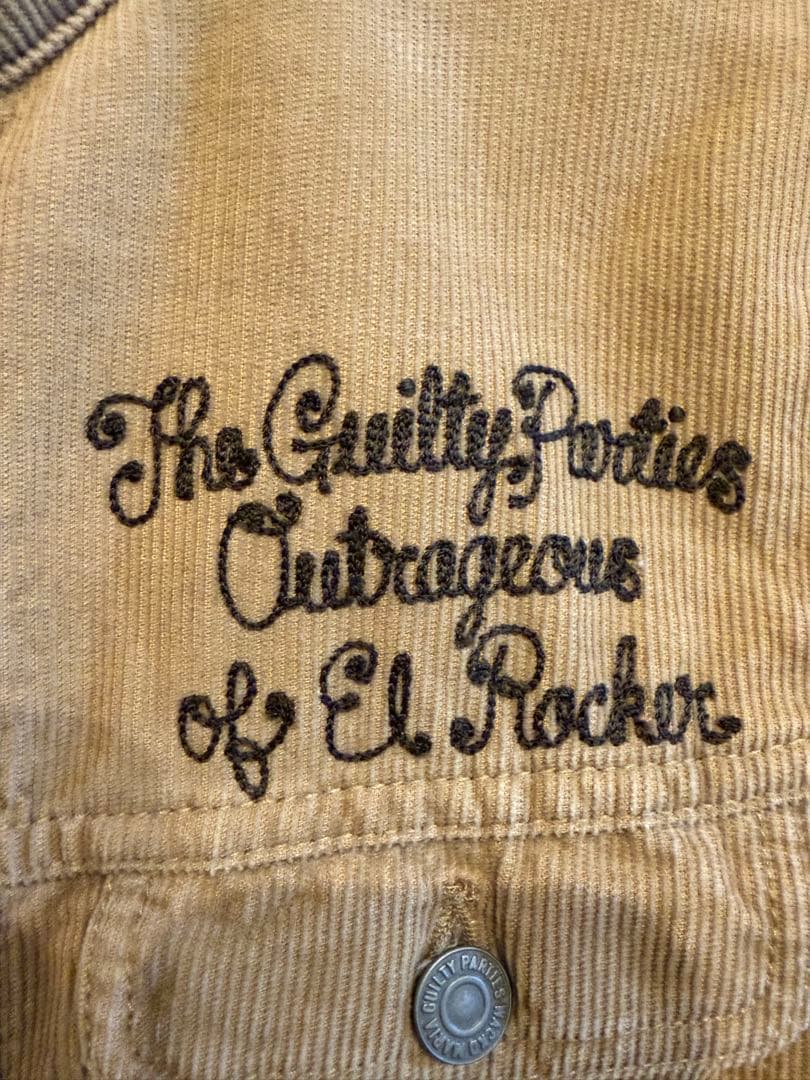 The Guilty Parties
Outrageous
of El Rocker
GUILTY PARTIES WACKO MARIA